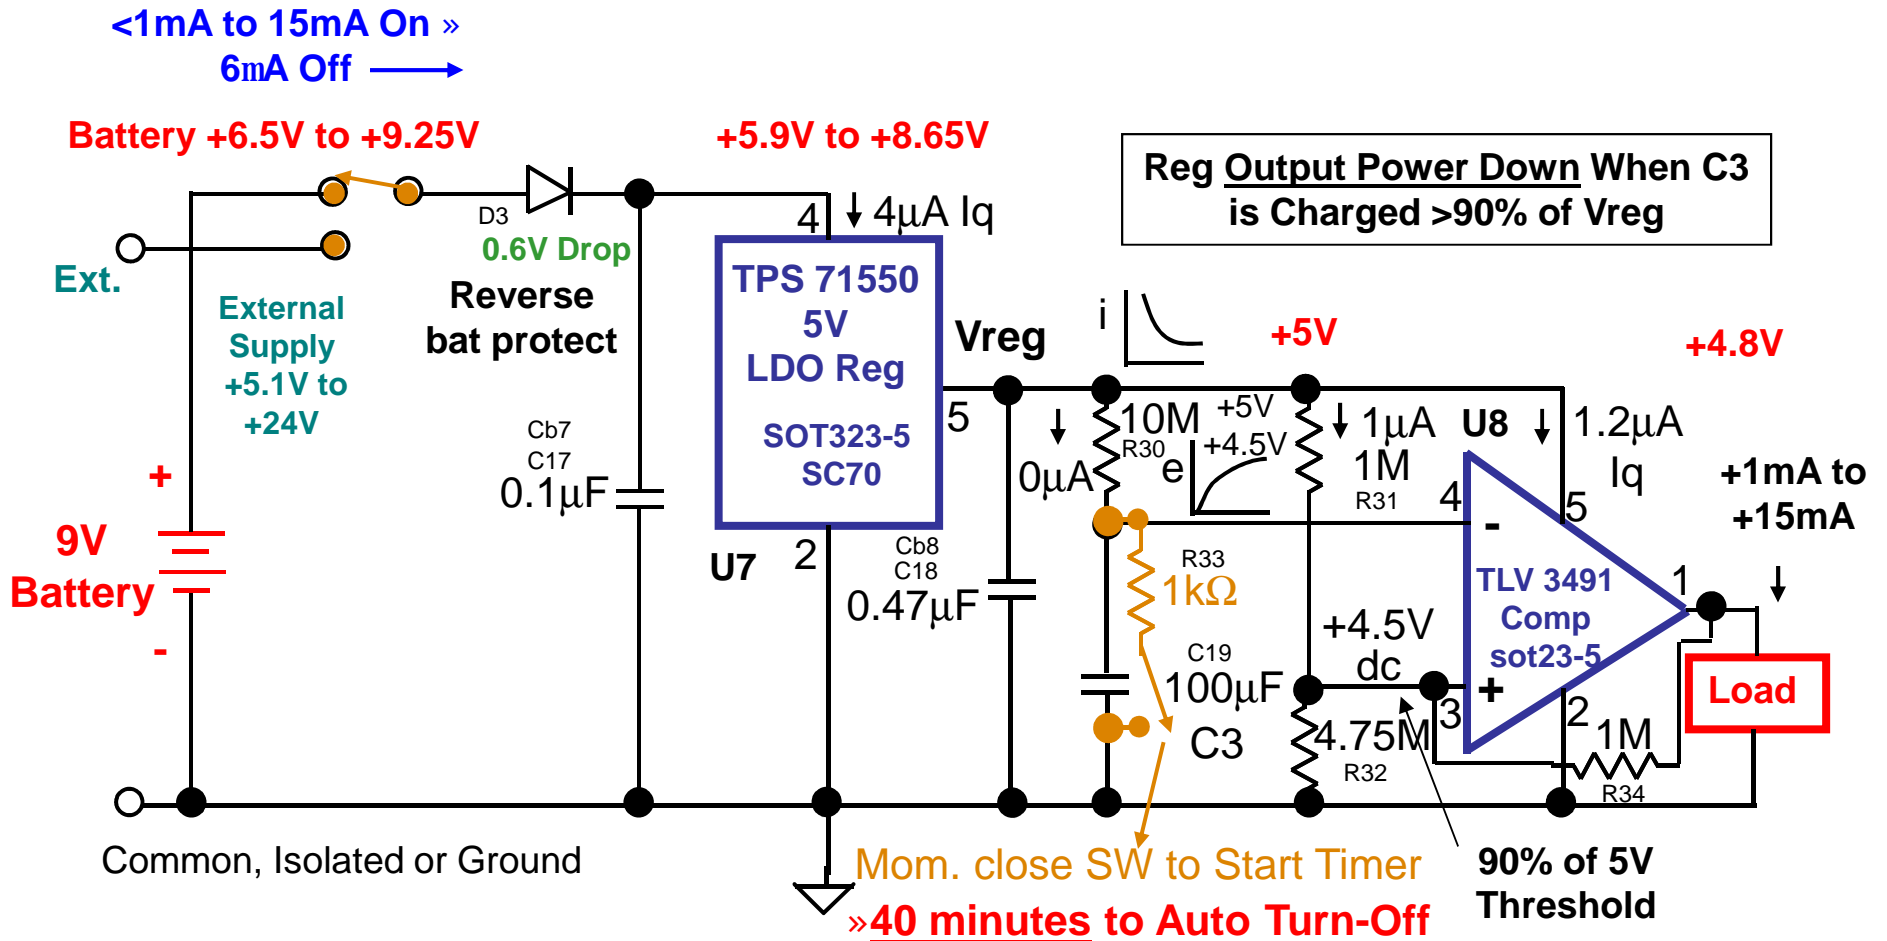 <1mA to 15mA On »
6mA Off
Battery +6.5V to +9.25V
+5.9V to +8.65V
Reg Output Power Down When C3
is Charged >90% of Vreg
D3
0.6V Drop
Reverse
bat protect
4
4µA Iq
Ext.
External
Supply
+5.1V to
+24V
TPS 71550
5V
LDO Reg
SOT323-5
SC70
Vreg
5
i
+5V
+4.8V
Cb7
C17
0.1µF
0µA
10M
R30
+5V
+4.5V
e
1µA
1M
R31
U8
1.2µA
Iq
+1mA to
+15mA
+
9V
Battery
-
U7
2
Cb8
C18
0.47µF
R33
1kΩ
4
-
5
TLV 3491
Comp
sot23-5
1
+4.5V
dc
C19
100µF
C3
+
3
2
4.75M
R32
1M
R34
Load
Common, Isolated or Ground
Mom. close SW to Start Timer
»40 minutes to Auto Turn-Off
90% of 5V
Threshold